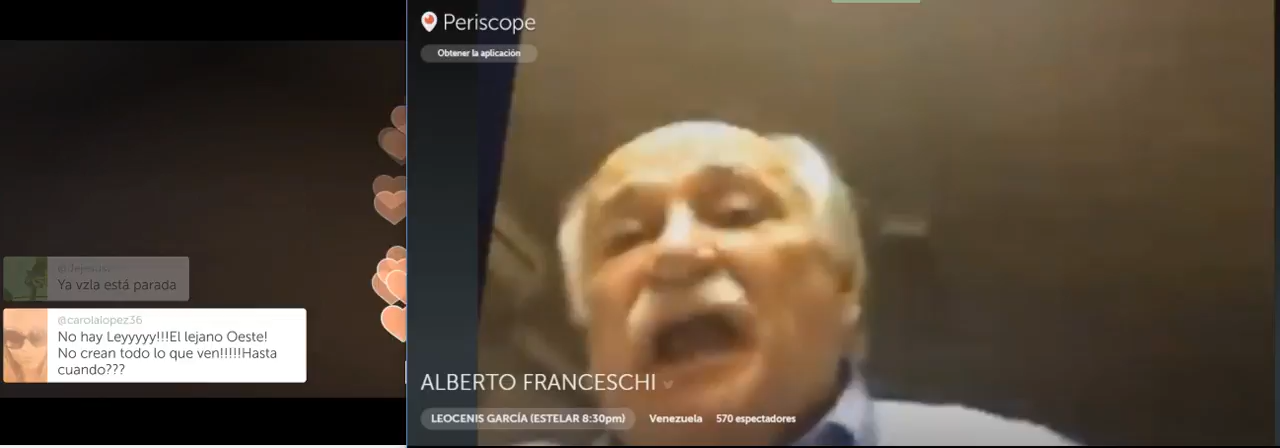 Periscope
Obtener la aplicación
Ya vzla está parada
@carolalopez36
No hay Leyyyyy!!!El lejano Oeste!
No crean todo lo que ven!!!!!Hasta
cuando???
ALBERTO FRANCESCHI
LEOCENIS GARCÍA (ESTELAR 8:30pm) Venezuela 570 espectadores